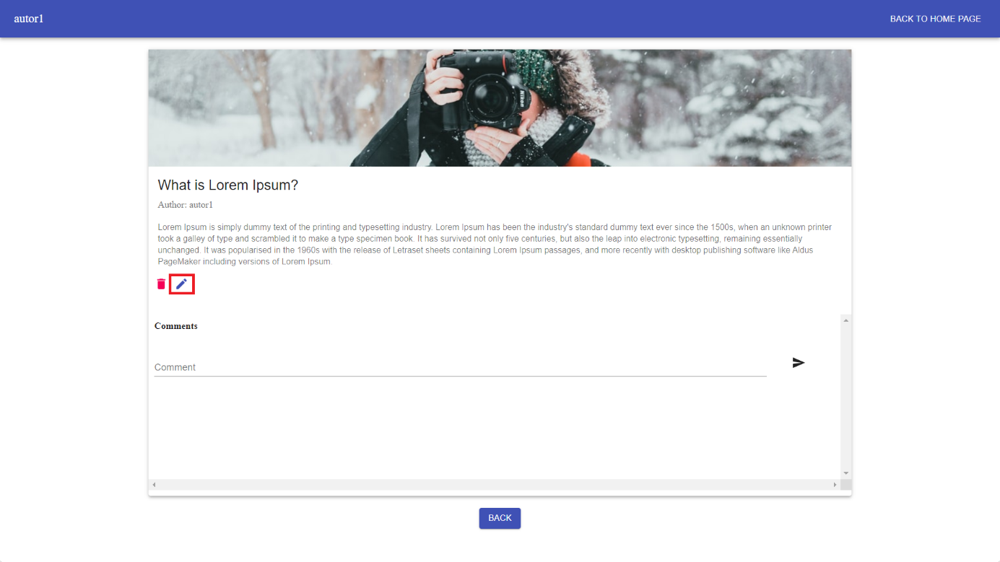 autor1
BACK TO HOME PAGE
Nikon
What is Lorem Ipsum?
Author: autor1
Lorem Ipsum is simply dummy text of the printing and typesetting industry. Lorem Ipsum has been the industry's standard dummy text ever since the 1500s, when an unknown printer
took a galley of type and scrambled it to make a type specimen book. It has survived not only five centuries, but also the leap into electronic typesetting, remaining essentially
unchanged. It was popularised in the 1960s with the release of Letraset sheets containing Lorem Ipsum passages, and more recently with desktop publishing software like Aldus
PageMaker including versions of Lorem Ipsum.
Comments
Comment
BACK